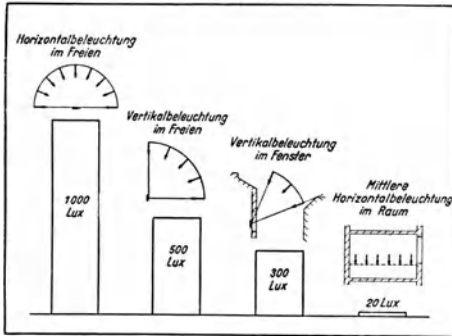 Horizontalbeleuchtung
im Freien
1000
Lux
Vertikalbeleuchtung
im Freien
500
Lux
Vertikalbeleuchtung
im Fenster
300
Lux
Mittlere
Horizontalbeleuchtung
im Raum
20 Lux